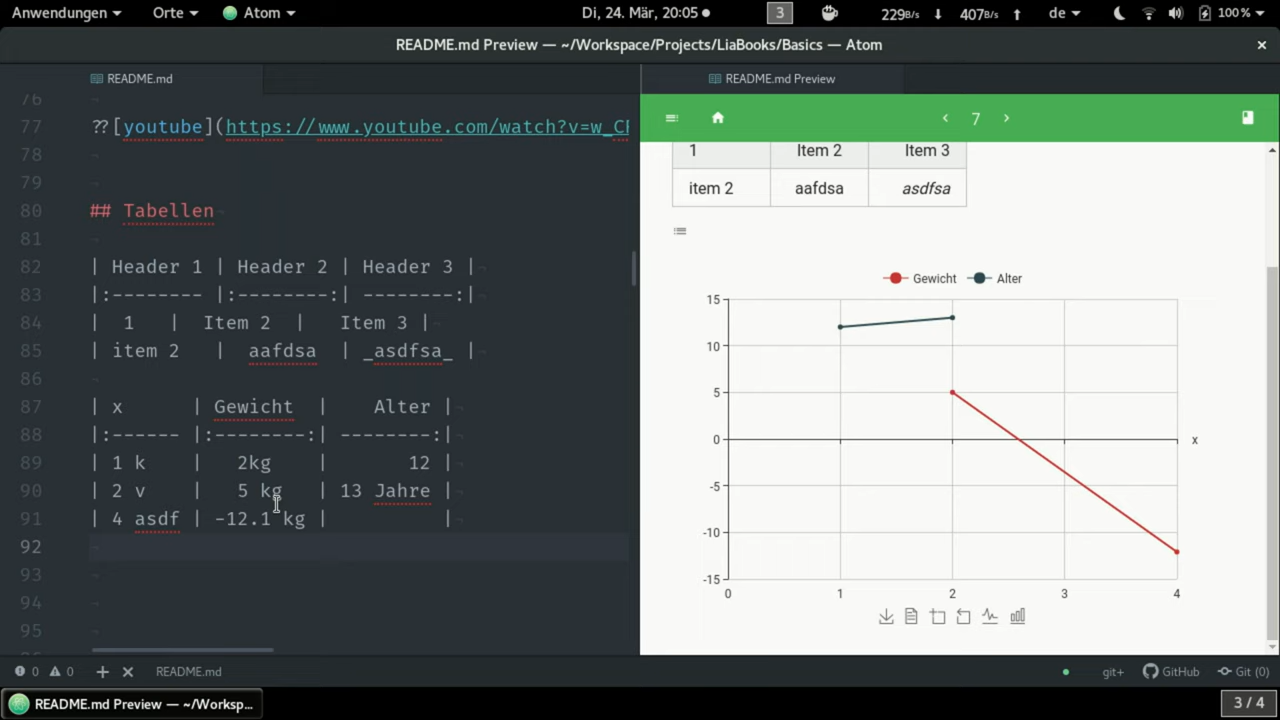 Anwendungen Orte Atom Di, 24. Mär, 20:05 3 229B/s 407B/s de 100 %
README.md Preview — ~/Workspace/Projects/LiaBooks/Basics — Atom
README.md
76
77 ??[youtube](https://www.youtube.com/watch?v=w_
78
79
80 ## Tabellen
81
82 | Header 1 | Header 2 | Header 3 |
83 |:-------- |:--------:| --------:|
84 | 1 | Item 2 | Item 3 |
85 | item 2 | aafdsa | _asdfsa_ |
86
87 | x | Gewicht | Alter |
88 |:------ |:--------:| --------:|
89 | 1 k | 2kg | 12 |
90 | 2 v | 5 kg | 13 Jahre |
91 | 4 asdf | -12.1 kg | |
92
93
94
95
README.md Preview
7
1 Item 2 Item 3
item 2 aafdsa asdfsa
Gewicht Alter
15
10
5
0 x
-5
-10
-15
0 1 2 3 4
0 0 README.md git+ GitHub Git (0)
README.md Preview — ~/Worksp... 3 / 4